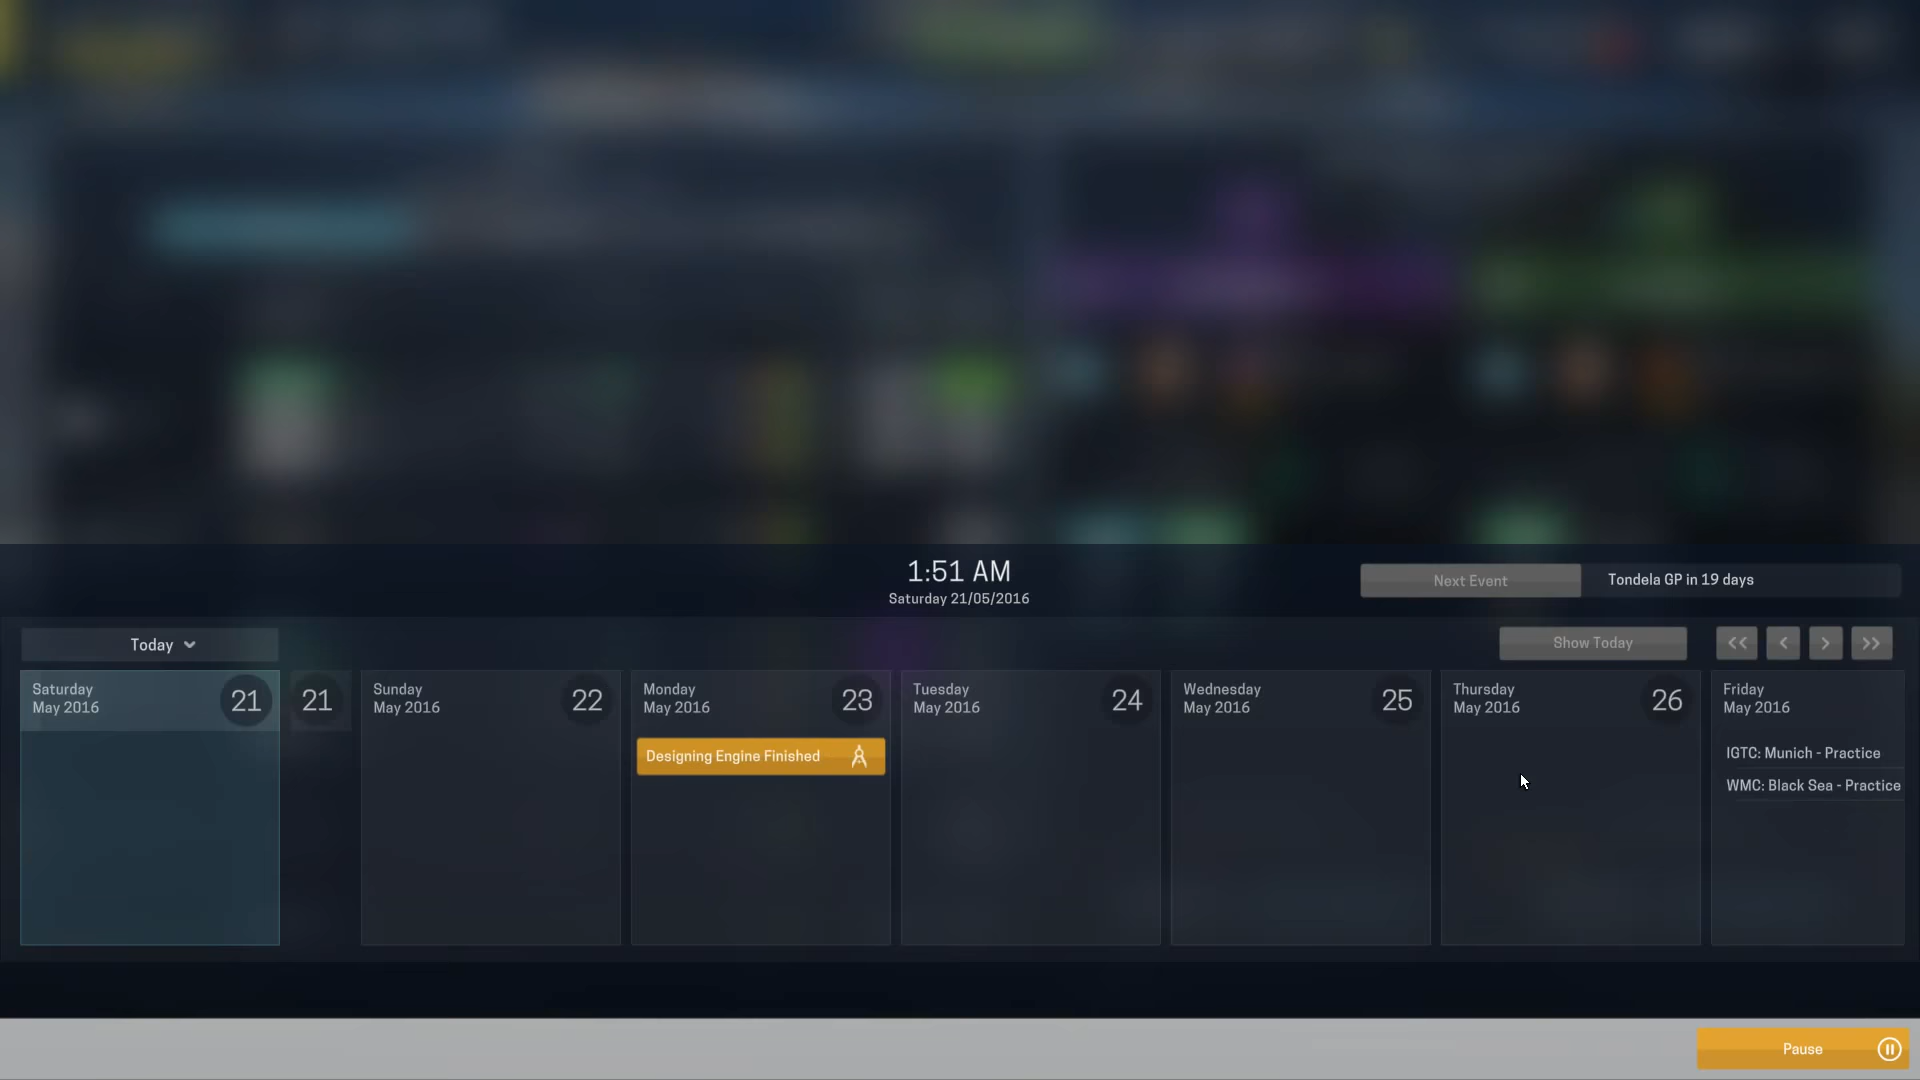 1:51 AM
Saturday 21/05/2016
Next Event
Tondela GP in 19 days
Today
Show Today
Saturday
May 2016
21
21
Sunday
May 2016
22
Monday
May 2016
23
Designing Engine Finished
Tuesday
May 2016
24
Wednesday
May 2016
25
Thursday
May 2016
26
Friday
May 2016
IGTC: Munich - Practice
WMC: Black Sea - Practice
Pause